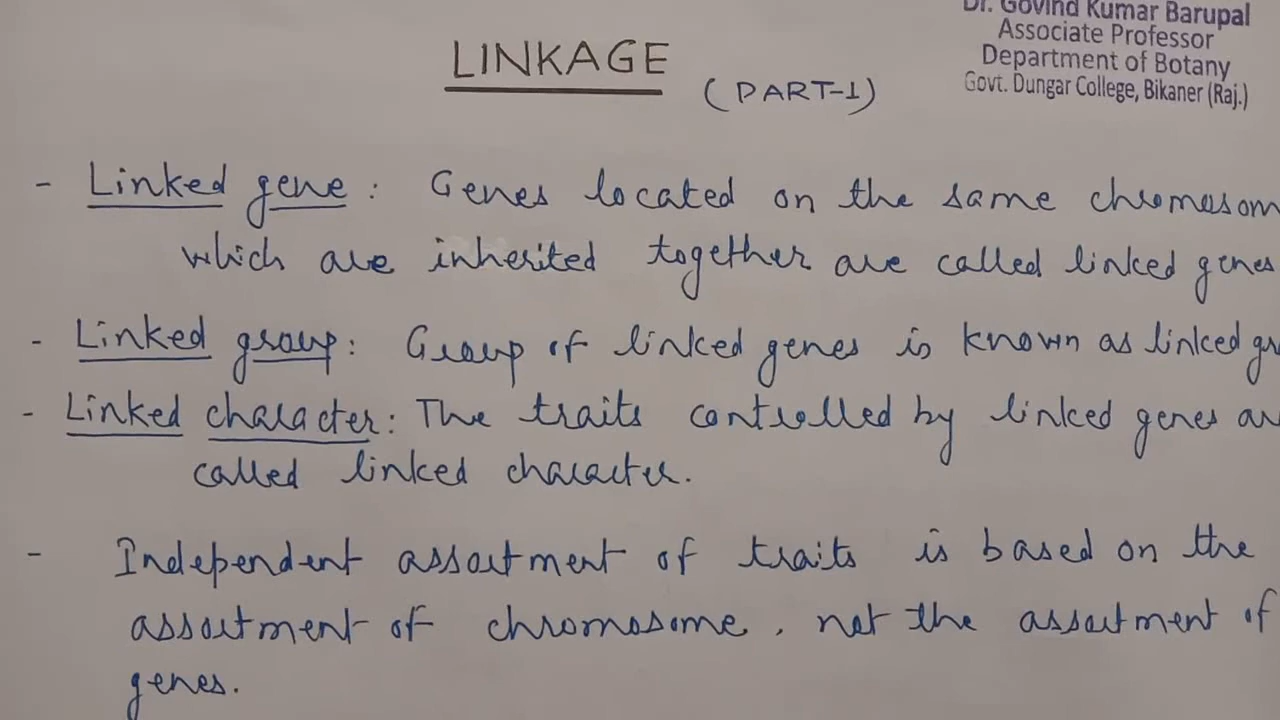 Dr. Govind Kumar Barupal
Associate Professor
Department of Botany
Govt. Dungar College, Bikaner (Raj.)
LINKAGE
(PART-1)
- Linked gene : Genes located on the same chromosom
which are inherited together are called linked genes
- Linked group : Group of linked genes is known as linked gr
- Linked character : The traits controlled by linked genes ar
called linked character.
- Independent assortment of traits is based on the
assortment of chromosome, not the assortment of
genes.